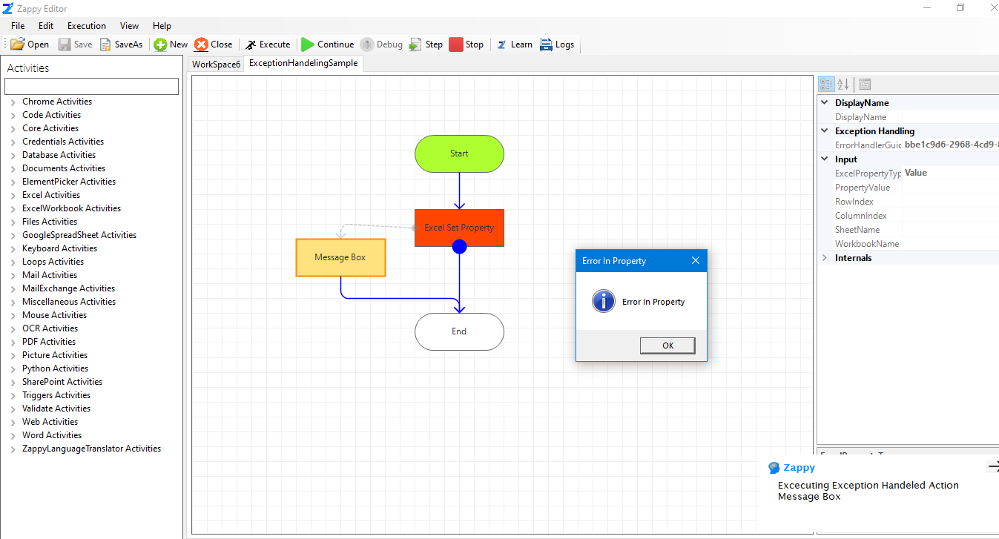 Zappy Editor
File Edit Execution View Help
Open Save SaveAs New Close Execute Continue Debug Step Stop Learn Logs
Activities
Chrome Activities
Code Activities
Core Activities
Credentials Activities
Database Activities
Documents Activities
ElementPicker Activities
Excel Activities
ExcelWorkbook Activities
Files Activities
GoogleSpreadSheet Activities
Keyboard Activities
Loops Activities
Mail Activities
MailExchange Activities
Miscellaneous Activities
Mouse Activities
OCR Activities
PDF Activities
Picture Activities
Python Activities
SharePoint Activities
Triggers Activities
Validate Activities
Web Activities
Word Activities
ZappyLanguageTranslator Activities
WorkSpace6 ExceptionHandelingSample
Start
Excel Set Property
Message Box
End
Error In Property
Error In Property
OK
DisplayName
DisplayName
Exception Handling
ErrorHandlerGuid bbe1c9d6-2968-4cd9-
Input
ExcelPropertyTyp Value
PropertyValue
RowIndex
ColumnIndex
SheetName
WorkbookName
Internals
Zappy
Excecuting Exception Handeled Action
Message Box